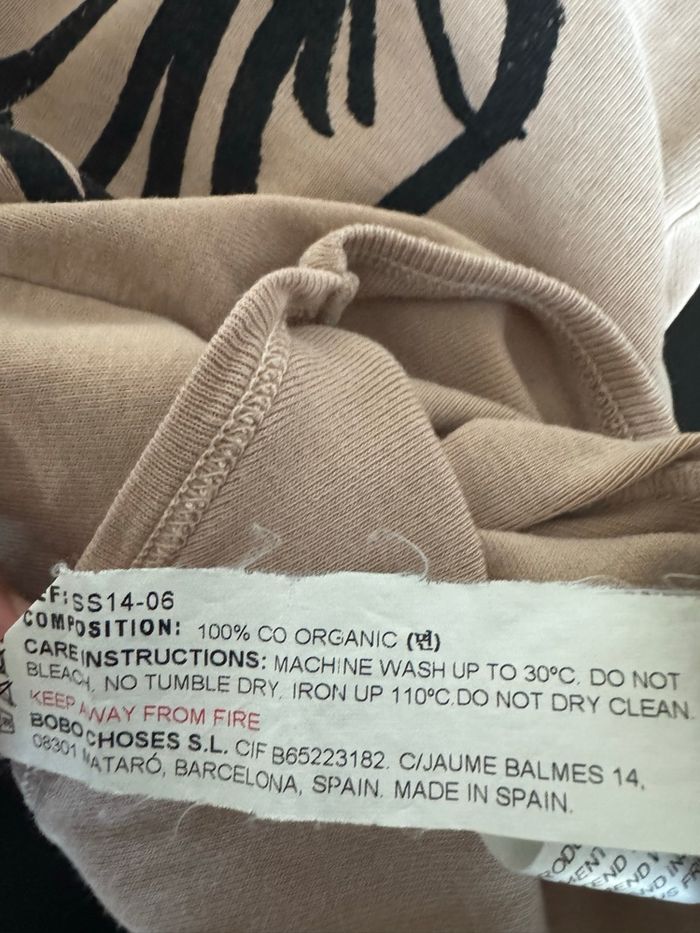 EF: SS14-06
COMPOSITION: 100% CO ORGANIC (면)
CARE INSTRUCTIONS: MACHINE WASH UP TO 30ºC. DO NOT
BLEACH, NO TUMBLE DRY, IRON UP 110ºC.DO NOT DRY CLEAN.
KEEP AWAY FROM FIRE
BOBO CHOSES S.L. CIF B65223182. C/JAUME BALMES 14,
08301 MATARÓ, BARCELONA, SPAIN. MADE IN SPAIN.